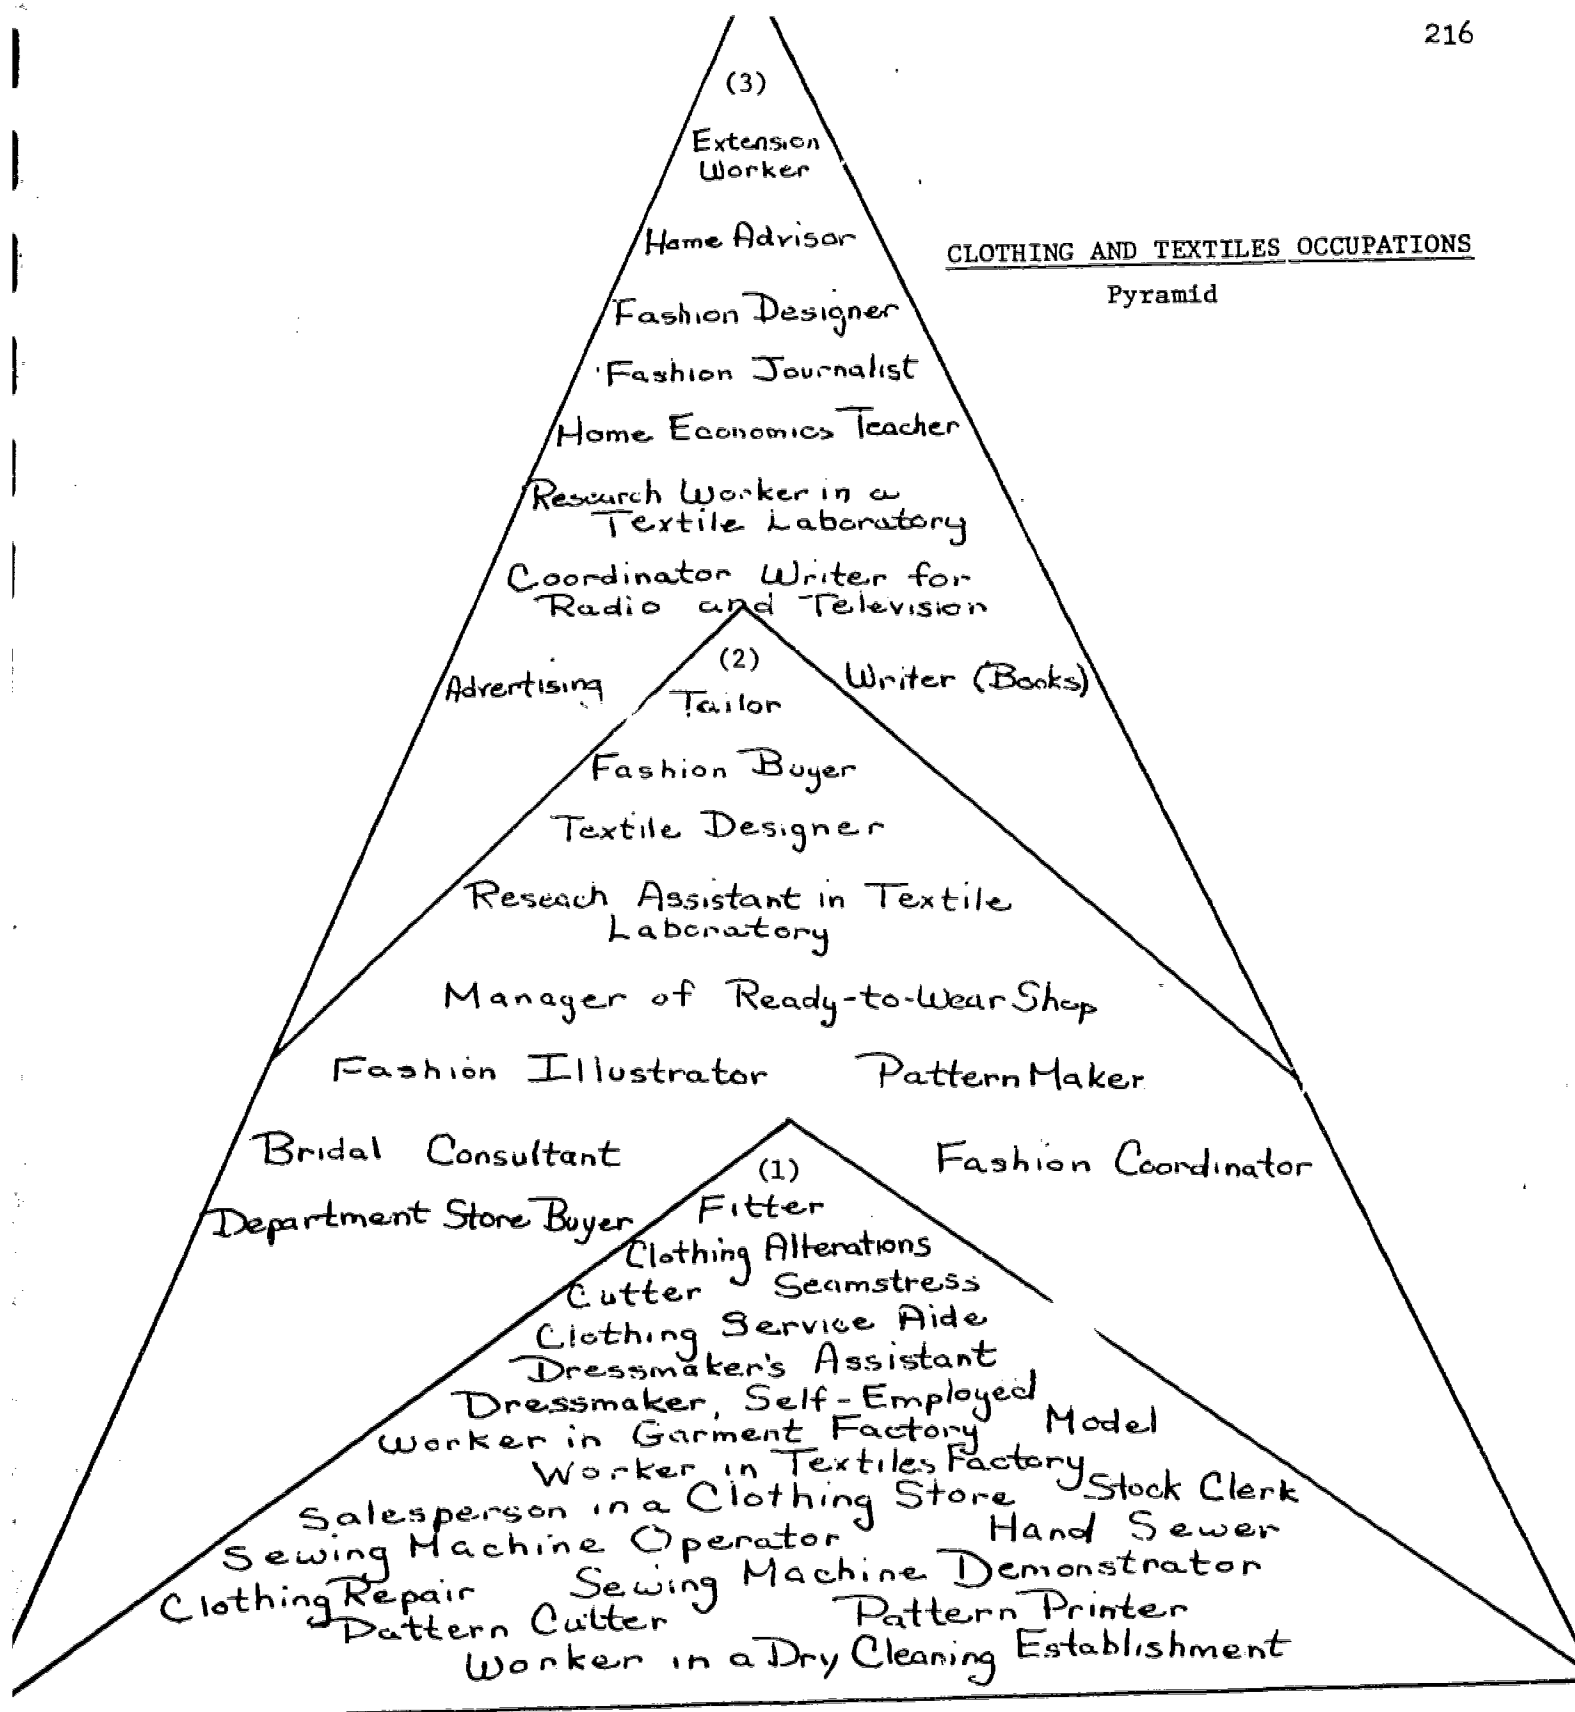 216
(3)
Extension
Worker
Home Advisor
CLOTHING AND TEXTILES OCCUPATIONS
Pyramid
Fashion Designer
Fashion Journalist
Home Economics Teacher
Research Worker in a
Textile Laboratory
Coordinator Writer for
Radio and Television
(2)
Advertising
Writer (Books)
Tailor
Fashion Buyer
Textile Designer
Reseach Assistant in Textile
Laboratory
Manager of Ready-to-Wear Shop
Fashion Illustrator
Pattern Maker
Bridal Consultant
Fashion Coordinator
(1)
Department Store Buyer
Fitter
Clothing Alterations
Cutter Seamstress
Clothing Service Aide
Dressmaker's Assistant
Dressmaker, Self-Employed
Worker in Garment Factory Model
Worker in Textiles Factory
Salesperson in a Clothing Store Stock Clerk
Sewing Machine Operator Hand Sewer
Clothing Repair Sewing Machine Demonstrator
Pattern Cutter Pattern Printer
Worker in a Dry Cleaning Establishment